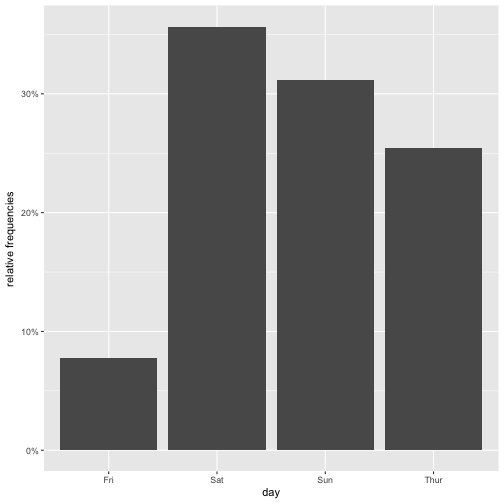 relative frequencies
30%
20%
10%
0%
Fri Sat Sun Thur
day